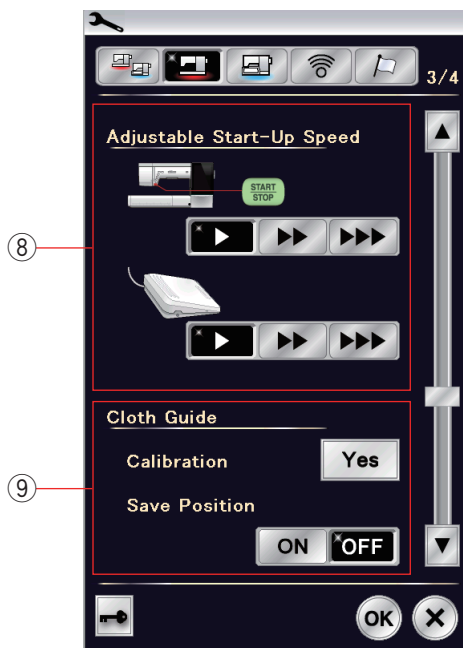 3/4
Adjustable Start-Up Speed
START
STOP
⑧
Cloth Guide
Calibration
Yes
⑨
Save Position
ON
OFF
OK